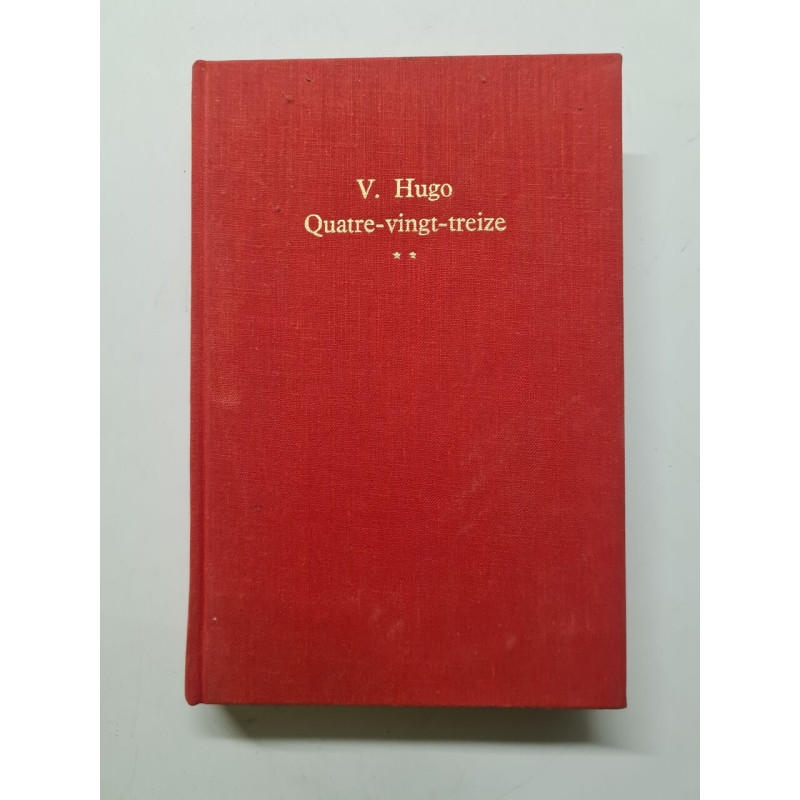 V. Hugo
Quatre-vingt-treize
⋆ ⋆